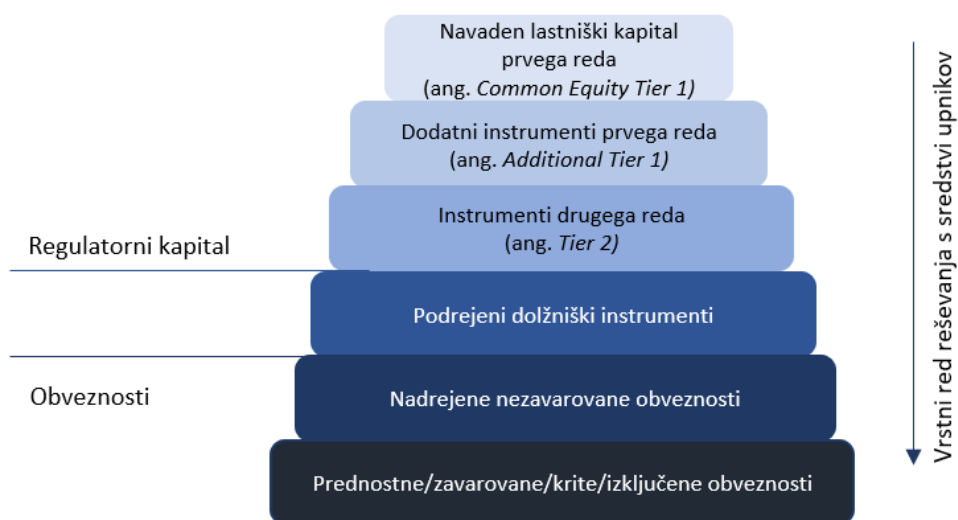 Navaden lastniški kapital
prvega reda
(ang. Common Equity Tier 1)
Dodatni instrumenti prvega reda
(ang. Additional Tier 1)
Instrumenti drugega reda
(ang. Tier 2)
Regulatorni kapital
Podrejeni dolžniški instrumenti
Obveznosti
Nadrejene nezavarovane obveznosti
Prednostne/zavarovane/krite/izključene obveznosti
Vrstni red reševanja s sredstvi upnikov